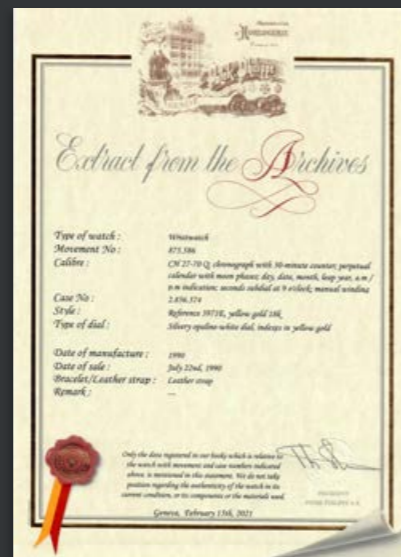 Extract from the Archives
Type of watch : Wristwatch
Movement No : 875.586
Calibre : CH 27-70 Q, chronograph with 30-minute counter, perpetual
calendar with moon phases; day, date, month, leap year, a.m /
p.m indication; seconds subdial at 9 o'clock; manual winding
Case No : 2.856.374
Style : Reference 3971E, yellow gold 18k
Type of dial : Silvery opaline-white dial, indexes in yellow gold
Date of manufacture : 1990
Date of sale : July 22nd, 1990
Bracelet/Leather strap : Leather strap
Remark : ---
Only the data registered in our books which is relative to
the watch with movement and case numbers indicated
above, is mentioned in this statement. We do not take
position regarding the authenticity of the watch in its
current condition, or its components or the materials used.
PRESIDENT
PATEK PHILIPPE S.A.
Geneva, February 15th, 2021